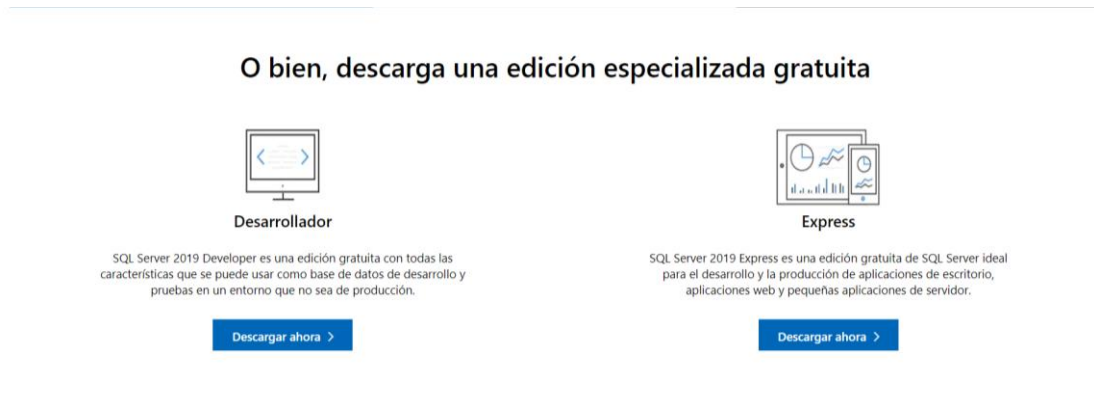 O bien, descarga una edición especializada gratuita
Desarrollador
SQL Server 2019 Developer es una edición gratuita con todas las
características que se puede usar como base de datos de desarrollo y
pruebas en un entorno que no sea de producción.
Descargar ahora >
Express
SQL Server 2019 Express es una edición gratuita de SQL Server ideal
para el desarrollo y la producción de aplicaciones de escritorio,
aplicaciones web y pequeñas aplicaciones de servidor.
Descargar ahora >